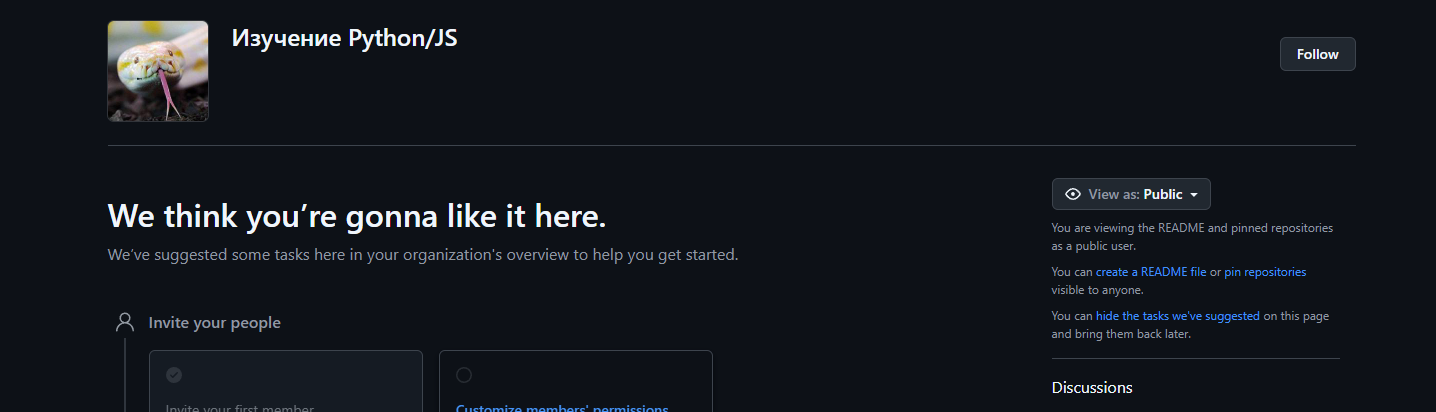 Изучение Python/JS
Follow
We think you’re gonna like it here.
We’ve suggested some tasks here in your organization's overview to help you get started.
Invite your people
Invite your first member
Customize members' permissions
View as: Public
You are viewing the README and pinned repositories
as a public user.
You can create a README file or pin repositories
visible to anyone.
You can hide the tasks we've suggested on this page
and bring them back later.
Discussions